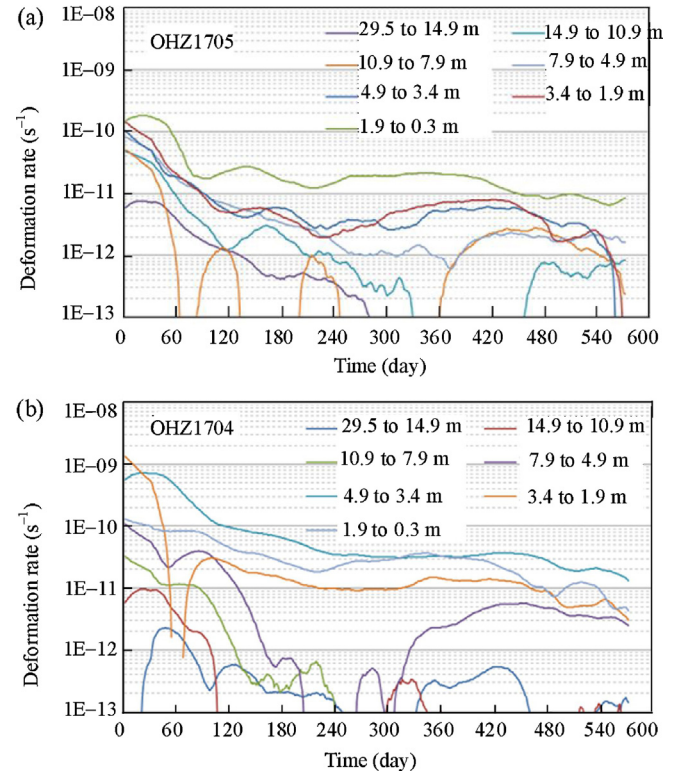 (a)
1E−08
OHZ1705
29.5 to 14.9 m
14.9 to 10.9 m
10.9 to 7.9 m
7.9 to 4.9 m
4.9 to 3.4 m
3.4 to 1.9 m
1.9 to 0.3 m
1E−09
1E−10
1E−11
1E−12
1E−13
Deformation rate (s⁻¹)
0 60 120 180 240 300 360 420 480 540 600
Time (day)
(b)
1E−08
OHZ1704
29.5 to 14.9 m
14.9 to 10.9 m
10.9 to 7.9 m
7.9 to 4.9 m
4.9 to 3.4 m
3.4 to 1.9 m
1.9 to 0.3 m
1E−09
1E−10
1E−11
1E−12
1E−13
Deformation rate (s⁻¹)
0 60 120 180 240 300 360 420 480 540 600
Time (day)